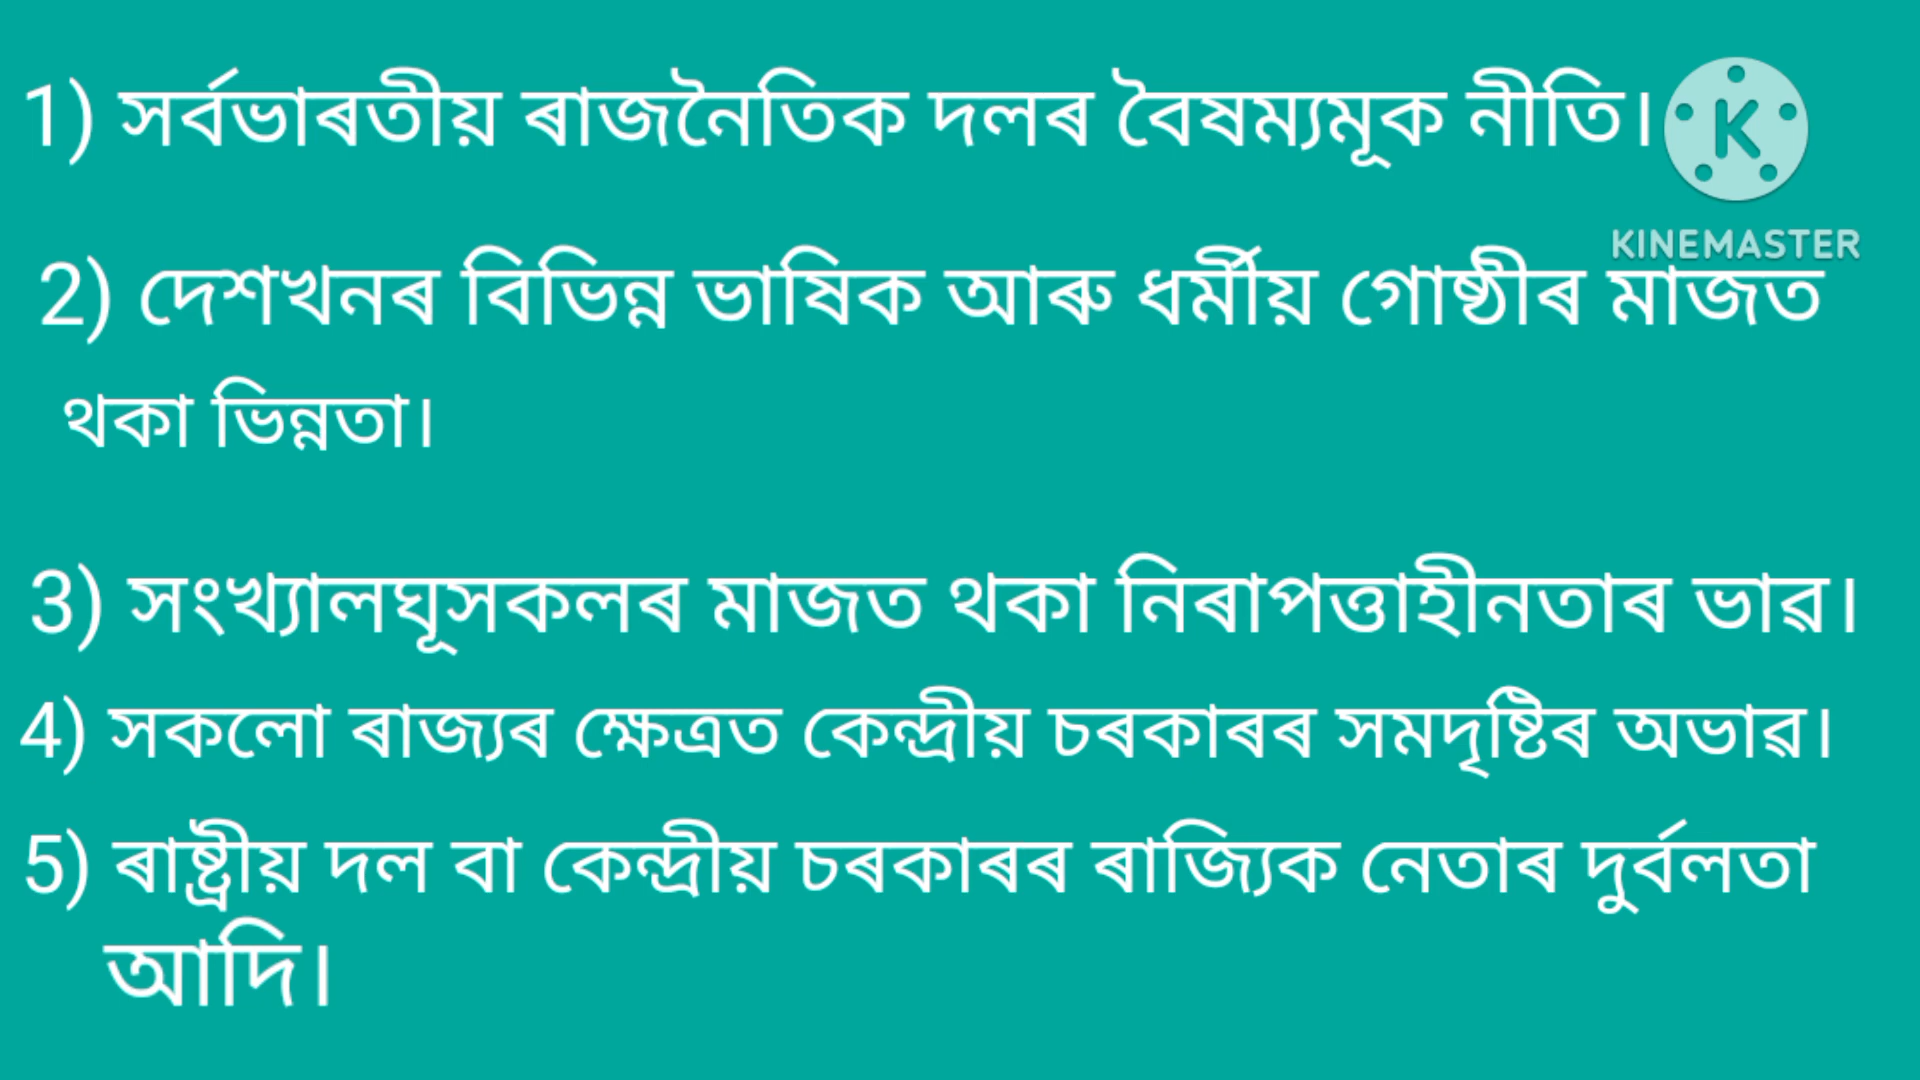 1) সৰ্বভাৰতীয় ৰাজনৈতিক দলৰ বৈষম্যমূক নীতি।
KINEMASTER
2) দেশখনৰ বিভিন্ন ভাষিক আৰু ধৰ্মীয় গোষ্ঠীৰ মাজত
থকা ভিন্নতা।
3) সংখ্যালঘূসকলৰ মাজত থকা নিৰাপত্তাহীনতাৰ ভাৱ।
4) সকলো ৰাজ্যৰ ক্ষেত্ৰত কেন্দ্ৰীয় চৰকাৰৰ সমদৃষ্টিৰ অভাৱ।
5) ৰাষ্ট্ৰীয় দল বা কেন্দ্ৰীয় চৰকাৰৰ ৰাজ্যিক নেতাৰ দুৰ্বলতা
আদি।